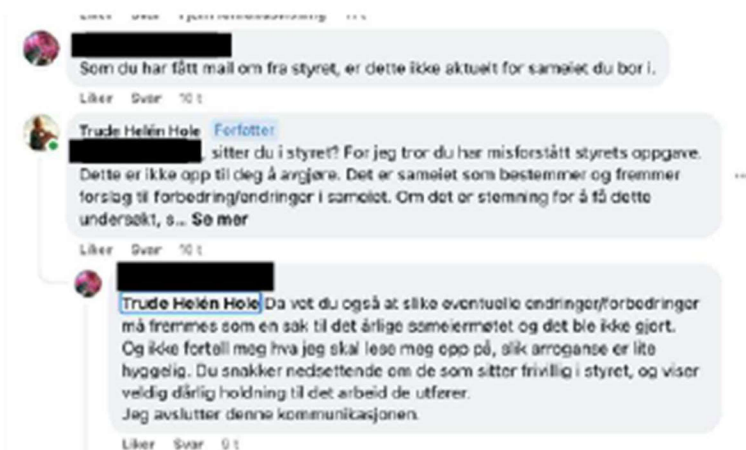 Som du har fått mail om fra styret, er dette ikke aktuelt for sameiet du bor i.
Liker Svar 10 t
Trude Helén Hole Forfatter
, sitter du i styret? For jeg tror du har misforstått styrets oppgave.
Dette er ikke opp til deg å avgjøre. Det er sameiet som bestemmer og fremmer
forslag til forbedring/endringer i sameiet. Om det er stemning for å få dette
undersøkt, s... Se mer
Liker Svar 10 t
Trude Helén Hole Da vet du også at slike eventuelle endringer/forbedringer
må fremmes som en sak til det årlige sameiermøtet og det ble ikke gjort.
Og ikke fortell meg hva jeg skal lese meg opp på, slik arroganse er lite
hyggelig. Du snakker nedsettende om de som sitter frivillig i styret, og viser
veldig dårlig holdning til det arbeid de utfører.
Jeg avslutter denne kommunikasjonen.
Liker Svar 9 t